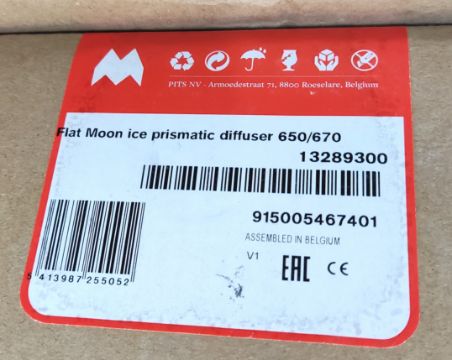 PITS NV - Armoedestraat 71, 8800 Roeselare, Belgium
Flat Moon ice prismatic diffuser 650/670
13289300
915005467401
ASSEMBLED IN BELGIUM
V1
EAC CE
5 413987 255052